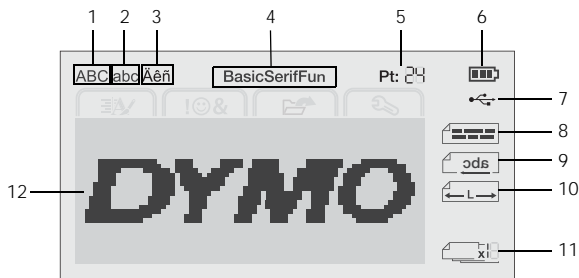 1 2 3 4 5 6
ABC abc Äêñ BasicSerifFun Pt: 24
!☺&
7
8
abc 9
DYMO
12
L 10
x 11